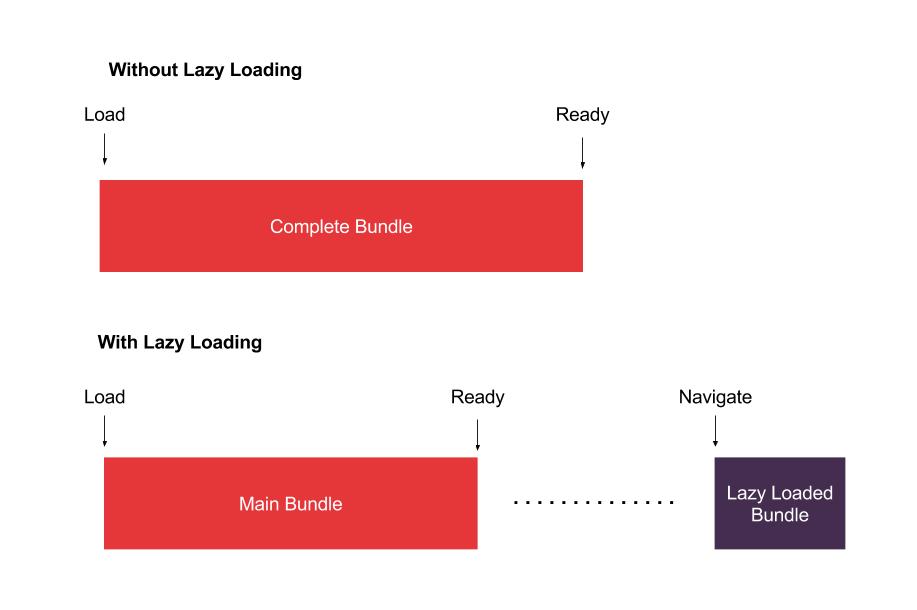 Without Lazy Loading
Load
Ready
Complete Bundle
With Lazy Loading
Load
Ready
Navigate
Main Bundle
Lazy Loaded
Bundle